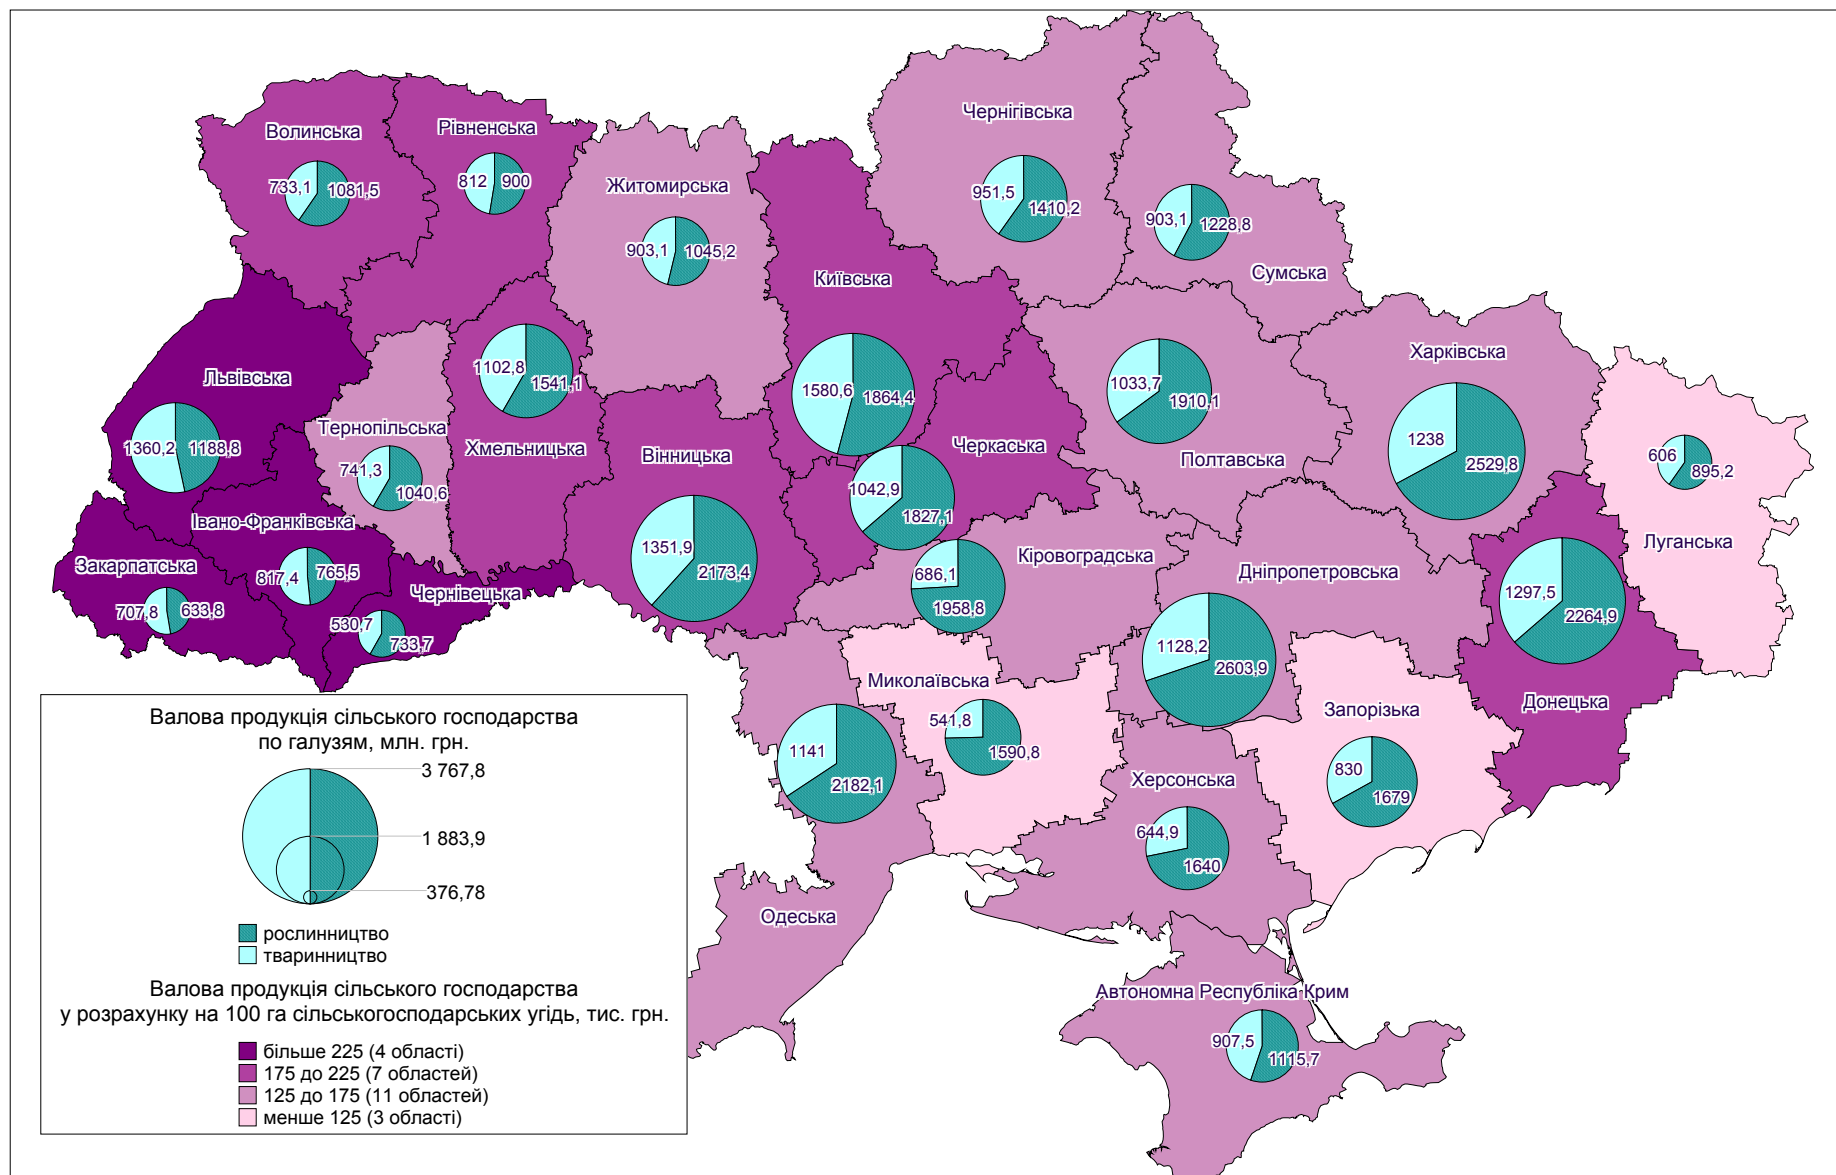 Чернігівська
951,5
1410,2
Волинська
733,1
1081,5
Рівненська
812
900
Житомирська
903,1
1045,2
903,1
1228,8
Сумська
Київська
1580,6
1864,4
Львівська
1360,2
1188,8
1102,8
1541,1
Хмельницька
Тернопільська
741,3
1040,6
Вінницька
1351,9
2173,4
Черкаська
1042,9
1827,1
1033,7
1910,1
Полтавська
Харківська
1238
2529,8
606
895,2
Луганська
Івано-Франківська
817,4
765,5
Закарпатська
707,8
633,8
Чернівецька
530,7
733,7
Кіровоградська
686,1
1958,8
Дніпропетровська
1128,2
2603,9
1297,5
2264,9
Донецька
Миколаївська
541,8
1590,8
Запорізька
830
1679
1141
2182,1
Одеська
Херсонська
644,9
1640
Автономна Республіка Крим
907,5
1115,7
Валова продукція сільського господарства
по галузям, млн. грн.
3 767,8
1 883,9
376,78
рослинництво
тваринництво
Валова продукція сільського господарства
у розрахунку на 100 га сільськогосподарських угідь, тис. грн.
більше 225 (4 області)
175 до 225 (7 областей)
125 до 175 (11 областей)
менше 125 (3 області)